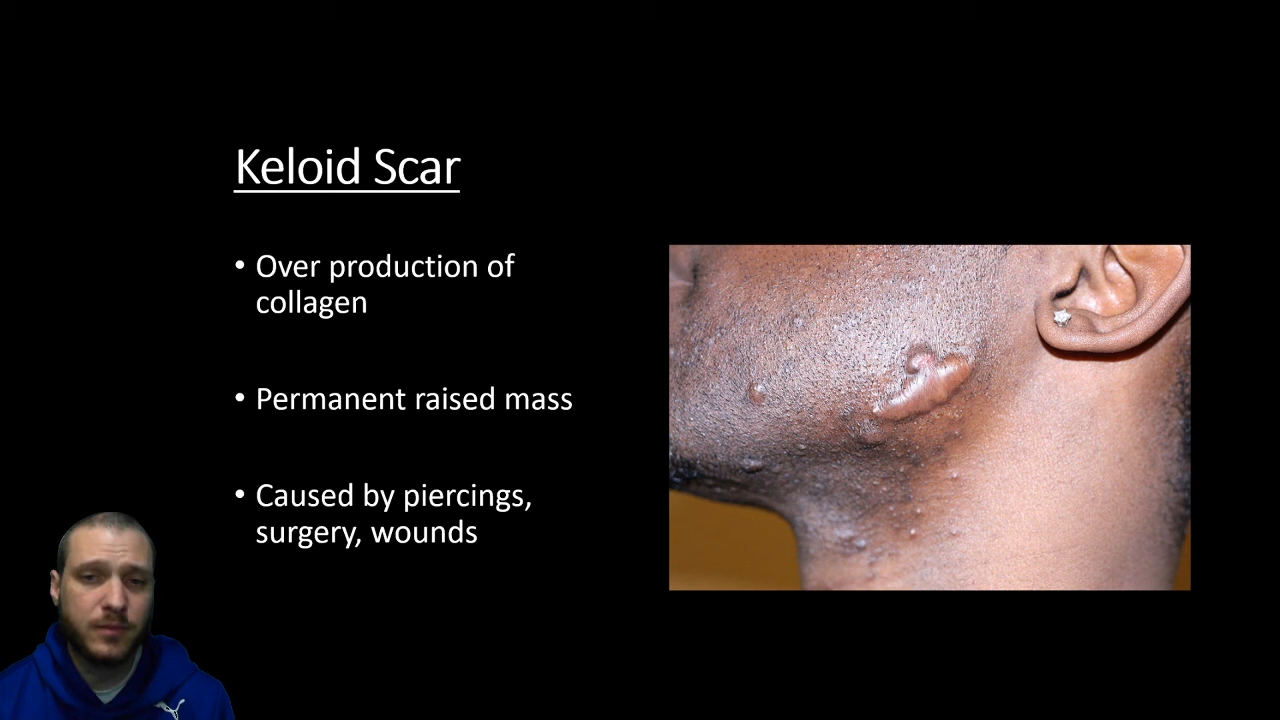 Keloid Scar
• Over production of
collagen
• Permanent raised mass
• Caused by piercings,
surgery, wounds